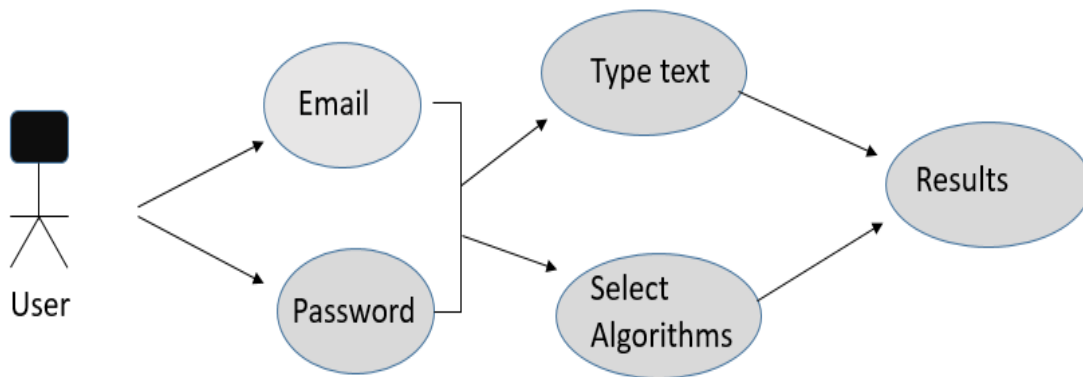 User
Email
Password
Type text
Select
Algorithms
Results